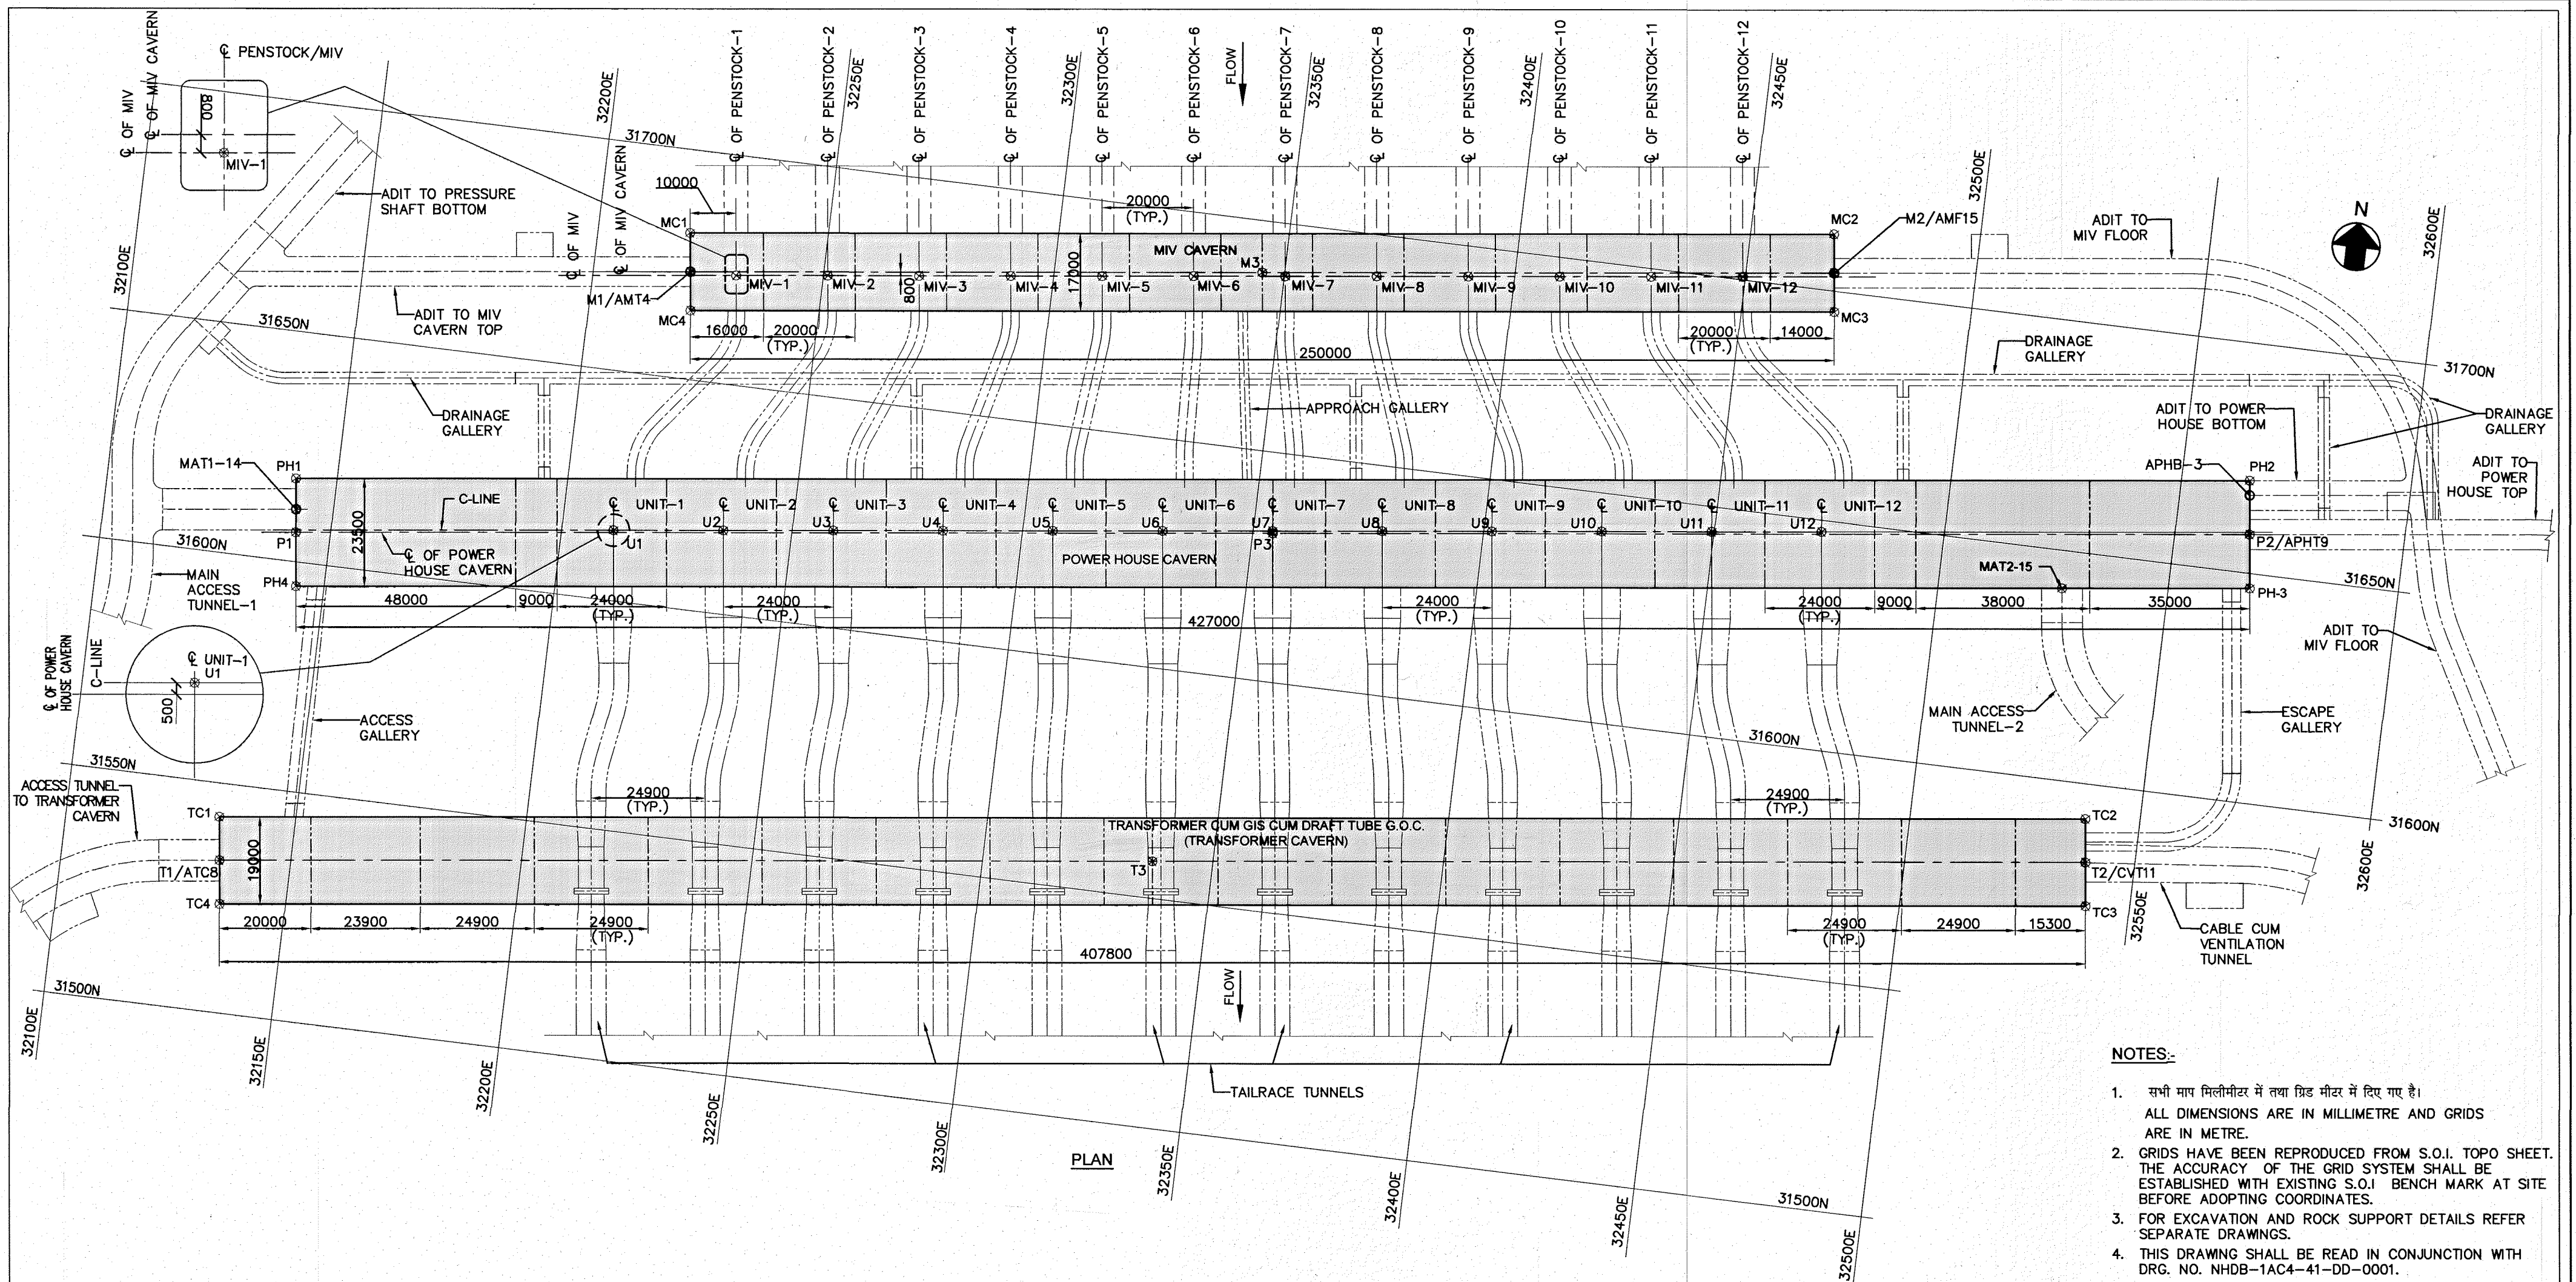 ℄ PENSTOCK/MIV
℄ OF MIV
℄ OF MIV CAVERN
800
MIV-1
℄ OF PENSTOCK-1
℄ OF PENSTOCK-2
℄ OF PENSTOCK-3
℄ OF PENSTOCK-4
℄ OF PENSTOCK-5
℄ OF PENSTOCK-6
FLOW
℄ OF PENSTOCK-7
℄ OF PENSTOCK-8
℄ OF PENSTOCK-9
℄ OF PENSTOCK-10
℄ OF PENSTOCK-11
℄ OF PENSTOCK-12
32100E
32200E
32250E
32300E
32350E
32400E
32450E
32500E
32600E
31700N
N
ADIT TO PRESSURE
SHAFT BOTTOM
℄ OF MIV
℄ OF MIV CAVERN
10000
20000
(TYP.)
MC1
MC2
M2/AMF15
ADIT TO
MIV FLOOR
MIV CAVERN
17000
800
M3
M1/AMT4
MIV-1
MIV-2
MIV-3
MIV-4
MIV-5
MIV-6
MIV-7
MIV-8
MIV-9
MIV-10
MIV-11
MIV-12
ADIT TO MIV
CAVERN TOP
MC4
MC3
31650N
16000
20000
(TYP.)
20000
(TYP.)
14000
250000
DRAINAGE
GALLERY
31700N
DRAINAGE
GALLERY
APPROACH GALLERY
ADIT TO POWER
HOUSE BOTTOM
DRAINAGE
GALLERY
MAT1-14
PH1
C-LINE
APHB-3
PH2
ADIT TO
POWER
HOUSE TOP
23500
℄ UNIT-1
℄ UNIT-2
℄ UNIT-3
℄ UNIT-4
℄ UNIT-5
℄ UNIT-6
℄ UNIT-7
℄ UNIT-8
℄ UNIT-9
℄ UNIT-10
℄ UNIT-11
℄ UNIT-12
U1
U2
U3
U4
U5
U6
U7
U8
U9
U10
U11
U12
P1
P3
P2/APHT9
31600N
℄ OF POWER
HOUSE CAVERN
POWER HOUSE CAVERN
MAT2-15
31650N
MAIN
ACCESS
TUNNEL-1
PH4
PH-3
48000
9000
24000
(TYP.)
24000
(TYP.)
24000
(TYP.)
24000
(TYP.)
9000
38000
35000
427000
ADIT TO
MIV FLOOR
℄ OF POWER
HOUSE CAVERN
C-LINE
℄ UNIT-1
U1
500
ACCESS
GALLERY
MAIN ACCESS
TUNNEL-2
ESCAPE
GALLERY
31600N
31550N
ACCESS TUNNEL
TO TRANSFORMER
CAVERN
24900
(TYP.)
24900
(TYP.)
TC1
TC2
31600N
TRANSFORMER CUM GIS CUM DRAFT TUBE G.O.C.
(TRANSFORMER CAVERN)
19000
T1/ATC8
T3
T2/CVT11
32600E
TC4
TC3
20000
23900
24900
24900
(TYP.)
24900
(TYP.)
24900
15300
32550E
CABLE CUM
VENTILATION
TUNNEL
407800
FLOW
31500N
32100E
32150E
32200E
32250E
32300E
32350E
32400E
32450E
32500E
TAILRACE TUNNELS
31500N
PLAN
NOTES:-
1. सभी माप मिलीमीटर में तथा ग्रिड मीटर में दिए गए है।
ALL DIMENSIONS ARE IN MILLIMETRE AND GRIDS
ARE IN METRE.
2. GRIDS HAVE BEEN REPRODUCED FROM S.O.I. TOPO SHEET.
THE ACCURACY OF THE GRID SYSTEM SHALL BE
ESTABLISHED WITH EXISTING S.O.I BENCH MARK AT SITE
BEFORE ADOPTING COORDINATES.
3. FOR EXCAVATION AND ROCK SUPPORT DETAILS REFER
SEPARATE DRAWINGS.
4. THIS DRAWING SHALL BE READ IN CONJUNCTION WITH
DRG. NO. NHDB-1AC4-41-DD-0001.